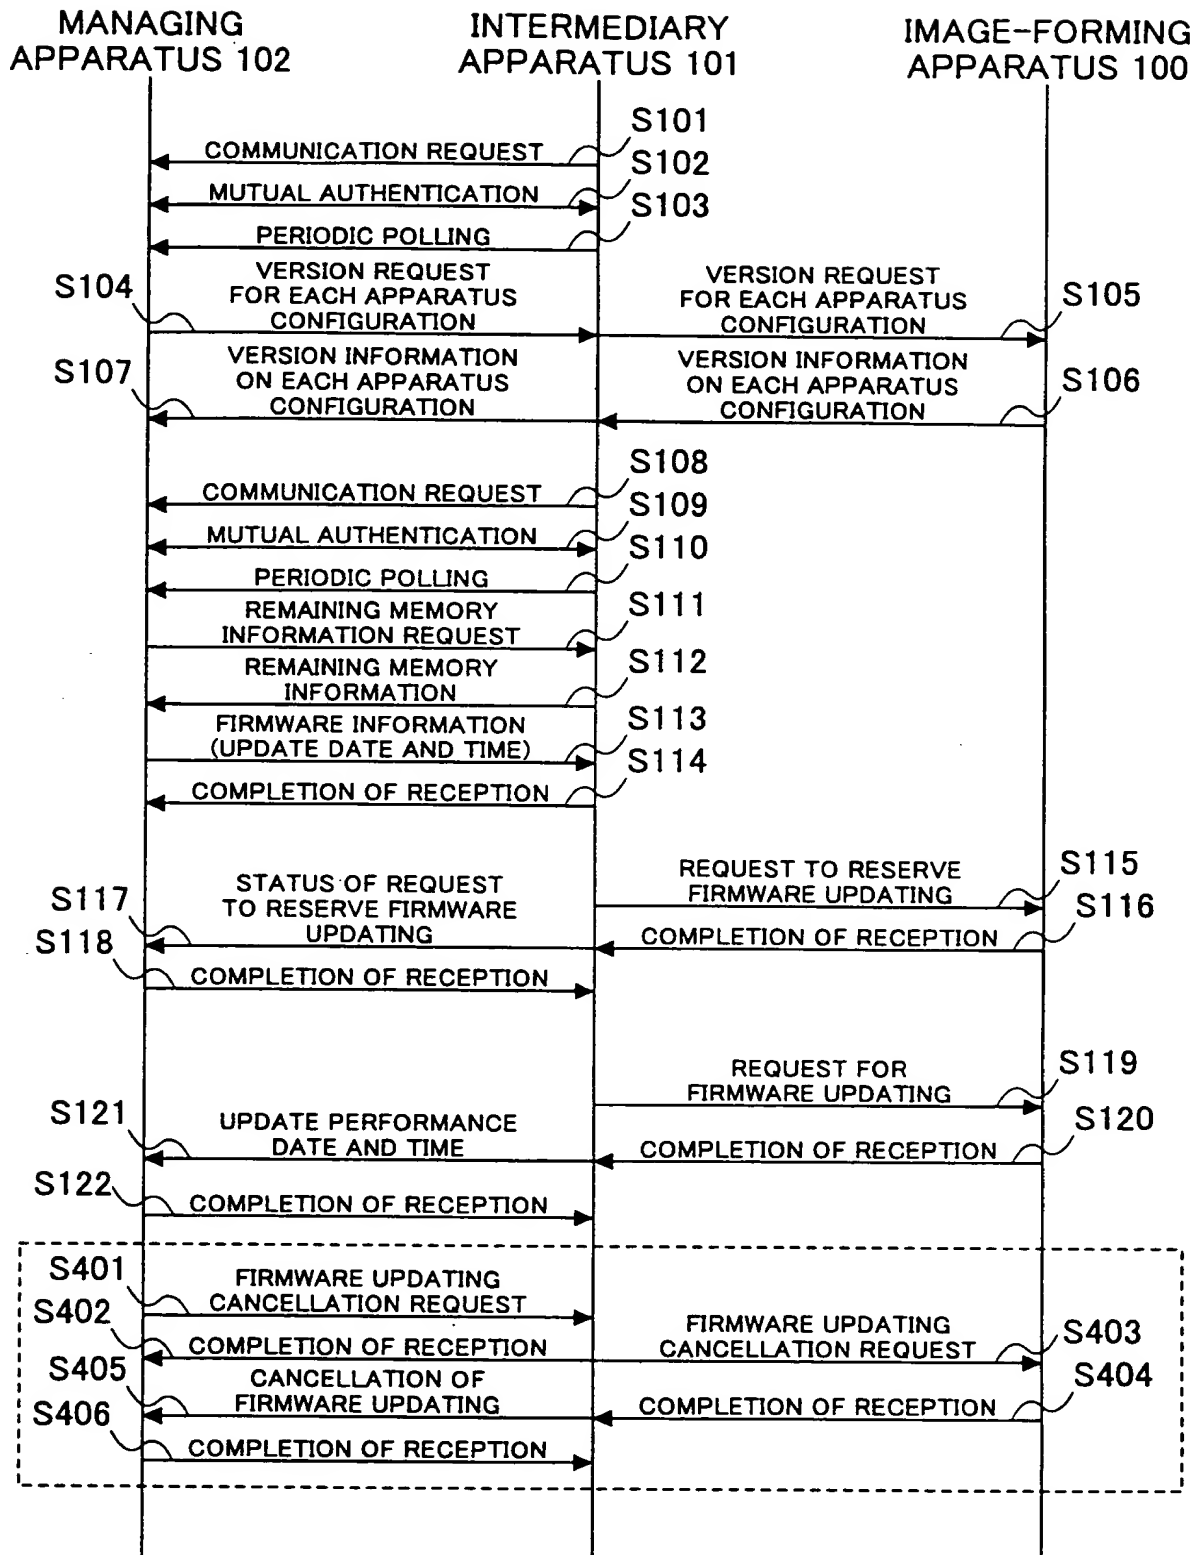 MANAGING
APPARATUS 102
INTERMEDIARY
APPARATUS 101
IMAGE-FORMING
APPARATUS 100
S101
COMMUNICATION REQUEST
S102
MUTUAL AUTHENTICATION
S103
PERIODIC POLLING
S104
VERSION REQUEST
FOR EACH APPARATUS
CONFIGURATION
VERSION REQUEST
FOR EACH APPARATUS
CONFIGURATION
S105
S107
VERSION INFORMATION
ON EACH APPARATUS
CONFIGURATION
VERSION INFORMATION
ON EACH APPARATUS
CONFIGURATION
S106
S108
COMMUNICATION REQUEST
S109
MUTUAL AUTHENTICATION
S110
PERIODIC POLLING
S111
REMAINING MEMORY
INFORMATION REQUEST
S112
REMAINING MEMORY
INFORMATION
S113
FIRMWARE INFORMATION
(UPDATE DATE AND TIME)
S114
COMPLETION OF RECEPTION
REQUEST TO RESERVE
FIRMWARE UPDATING
S115
S117
STATUS OF REQUEST
TO RESERVE FIRMWARE
UPDATING
COMPLETION OF RECEPTION
S116
S118
COMPLETION OF RECEPTION
REQUEST FOR
FIRMWARE UPDATING
S119
S121
UPDATE PERFORMANCE
DATE AND TIME
COMPLETION OF RECEPTION
S120
S122
COMPLETION OF RECEPTION
S401
FIRMWARE UPDATING
CANCELLATION REQUEST
S402
COMPLETION OF RECEPTION
FIRMWARE UPDATING
CANCELLATION REQUEST
S403
S405
CANCELLATION OF
FIRMWARE UPDATING
COMPLETION OF RECEPTION
S404
S406
COMPLETION OF RECEPTION